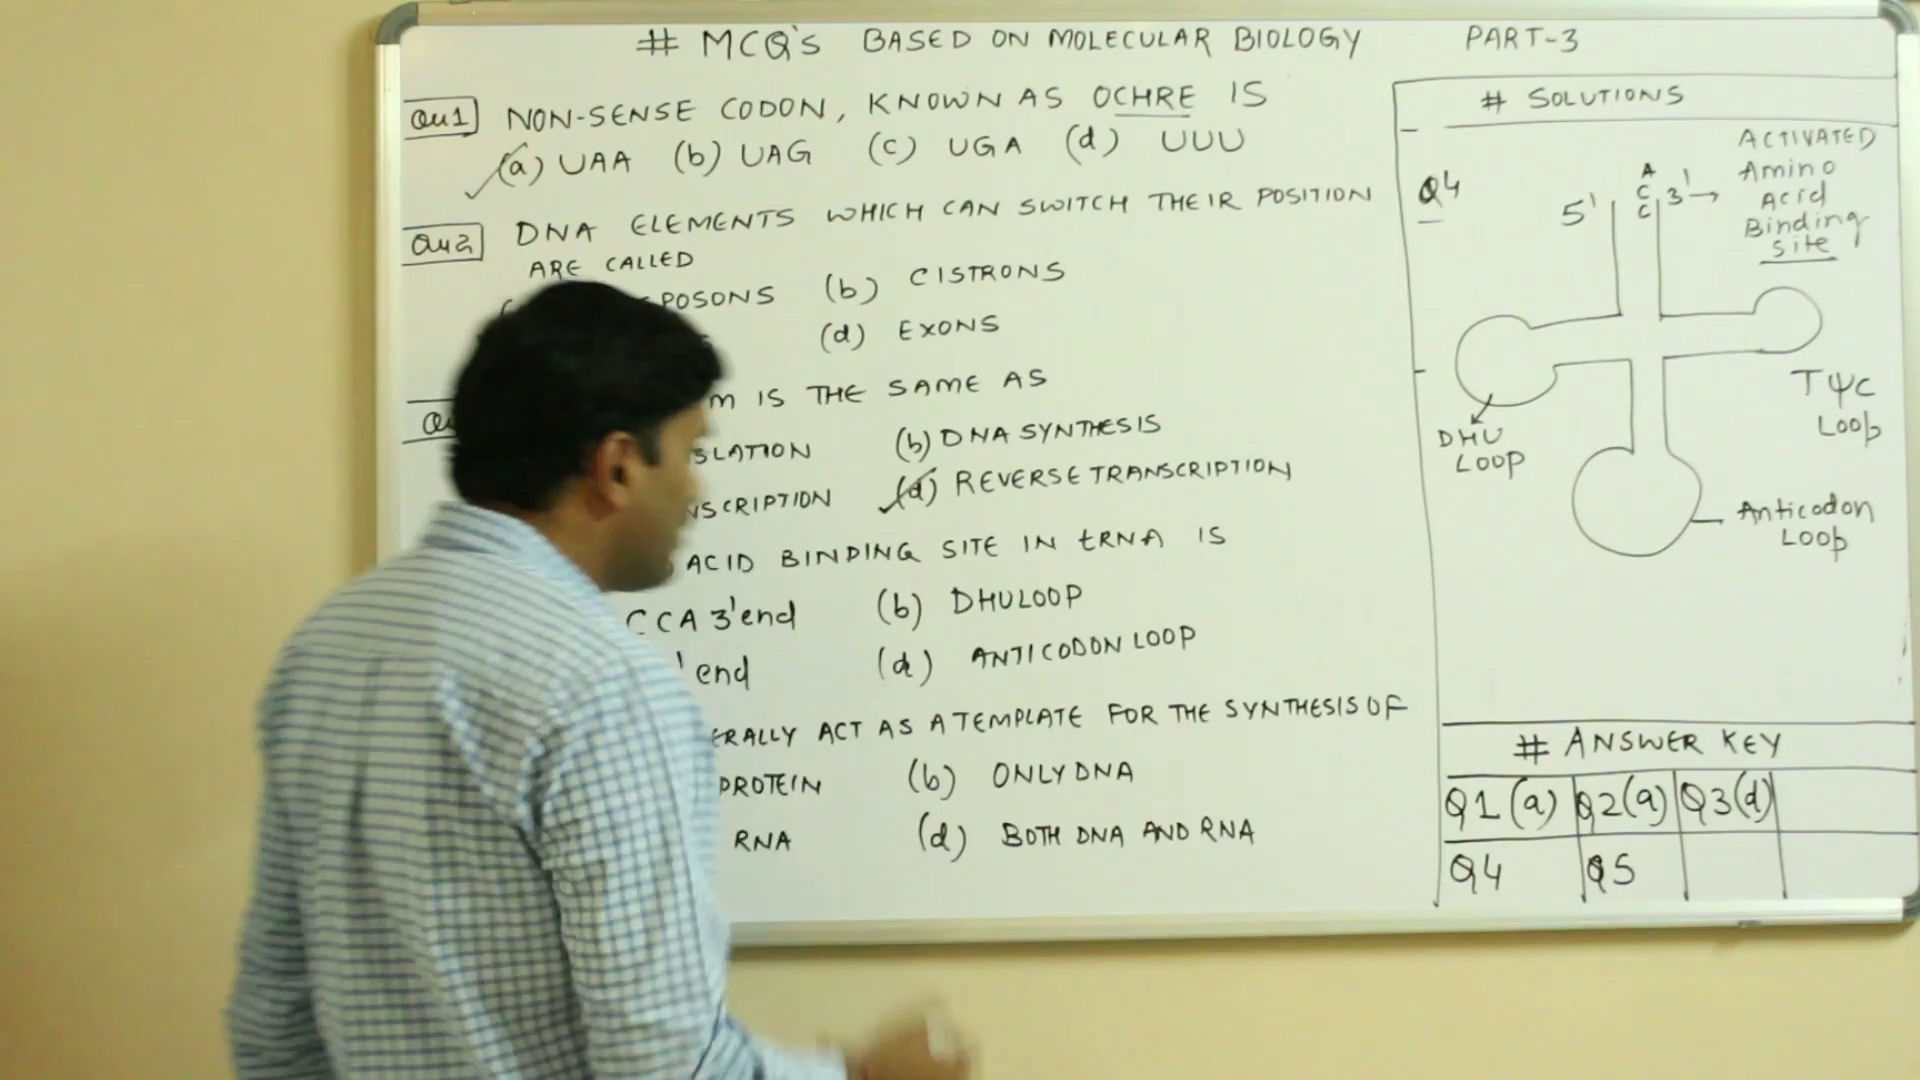 # MCQ's BASED ON MOLECULAR BIOLOGY PART-3
Qu1 NON-SENSE CODON, KNOWN AS OCHRE IS
(a) UAA (b) UAG (c) UGA (d) UUU
Qu2 DNA ELEMENTS WHICH CAN SWITCH THEIR POSITION
ARE CALLED
POSONS (b) CISTRONS
(d) EXONS
M IS THE SAME AS
SLATION (b) DNA SYNTHESIS
NSCRIPTION (d) REVERSE TRANSCRIPTION
ACID BINDING SITE IN tRNA IS
CCA 3'end (b) DHU LOOP
'end (d) ANTICODON LOOP
ERALLY ACT AS A TEMPLATE FOR THE SYNTHESIS OF
PROTEIN (b) ONLY DNA
RNA (d) BOTH DNA AND RNA
# SOLUTIONS
Q4
5'
A
C
C
3'
ACTIVATED
Amino
Acid
Binding
Site
DHU
LOOP
TΨC
Loop
Anticodon
Loop
# ANSWER KEY
Q1 (a) Q2(a) Q3(d)
Q4 Q5